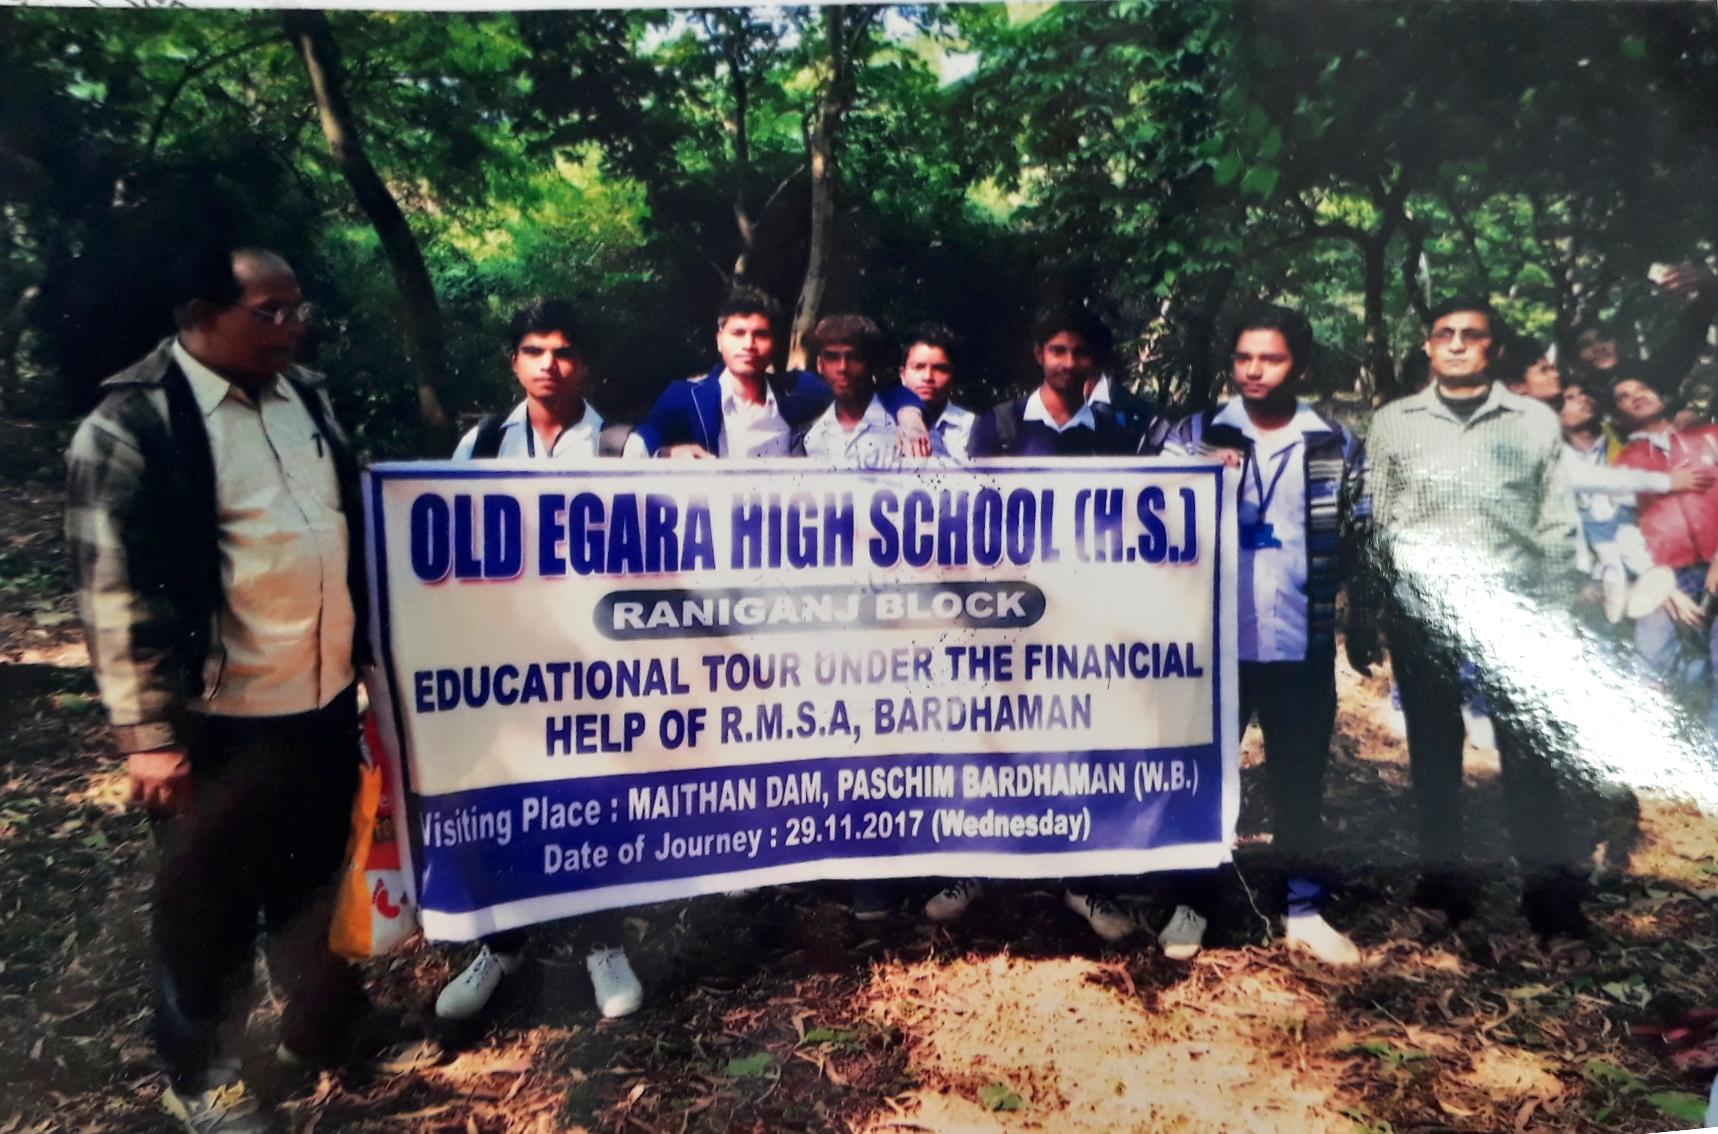 OLD EGARA HIGH SCHOOL (H.S.)
RANIGANJ BLOCK
EDUCATIONAL TOUR UNDER THE FINANCIAL
HELP OF R.M.S.A, BARDHAMAN
Visiting Place : MAITHAN DAM, PASCHIM BARDHAMAN (W.B.)
Date of Journey : 29.11.2017 (Wednesday)